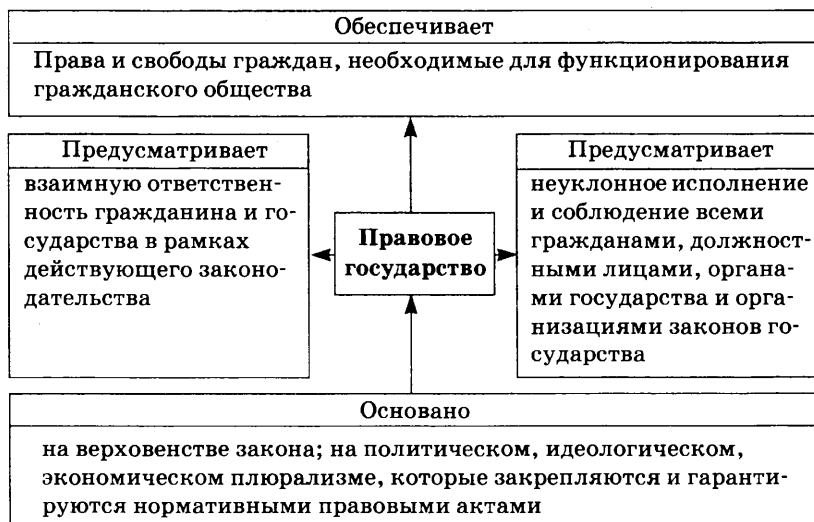 Обеспечивает
Права и свободы граждан, необходимые для функционирования
гражданского общества
Предусматривает
взаимную ответствен-
ность гражданина и го-
сударства в рамках
действующего законо-
дательства
Правовое
государство
Предусматривает
неуклонное исполнение
и соблюдение всеми
гражданами, должност-
ными лицами, органа-
ми государства и орга-
низациями законов го-
сударства
Основано
на верховенстве закона; на политическом, идеологическом,
экономическом плюрализме, которые закрепляются и гаранти-
руются нормативными правовыми актами